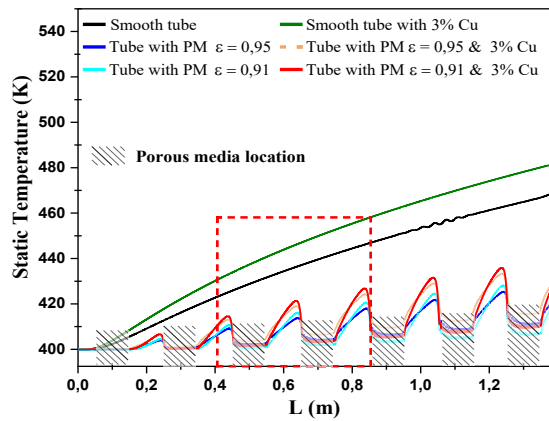 Smooth tube
Smooth tube with 3% Cu
Tube with PM ε = 0,95
Tube with PM ε = 0,95 & 3% Cu
Tube with PM ε = 0,91
Tube with PM ε = 0,91 & 3% Cu
Porous media location
Static Temperature (K)
540
520
500
480
460
440
420
400
0,0
0,2
0,4
0,6
0,8
1,0
1,2
L (m)